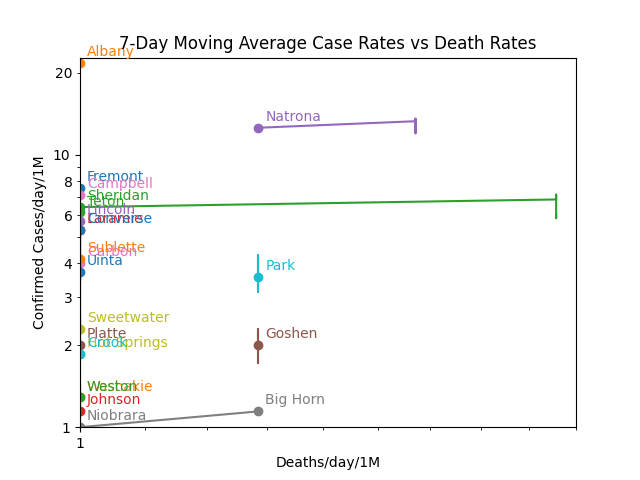 7-Day Moving Average Case Rates vs Death Rates
Albany
20
Natrona
10
Fremont
Campbell
8
Sheridan
Teton
Lincoln
6
Laramie
Converse
Sublette
Carbon
4
Uinta
Park
3
Sweetwater
Platte
Goshen
2
Crook
Hot Springs
Weston
Washakie
Johnson
Big Horn
Niobrara
1
1
Confirmed Cases/day/1M
Deaths/day/1M